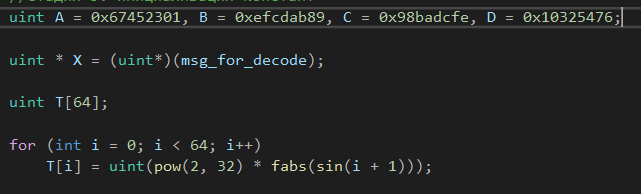 uint A = 0x67452301, B = 0xefcdab89, C = 0x98badcfe, D = 0x10325476;
uint * X = (uint*)(msg_for_decode);
uint T[64];
for (int i = 0; i < 64; i++)
T[i] = uint(pow(2, 32) * fabs(sin(i + 1)));